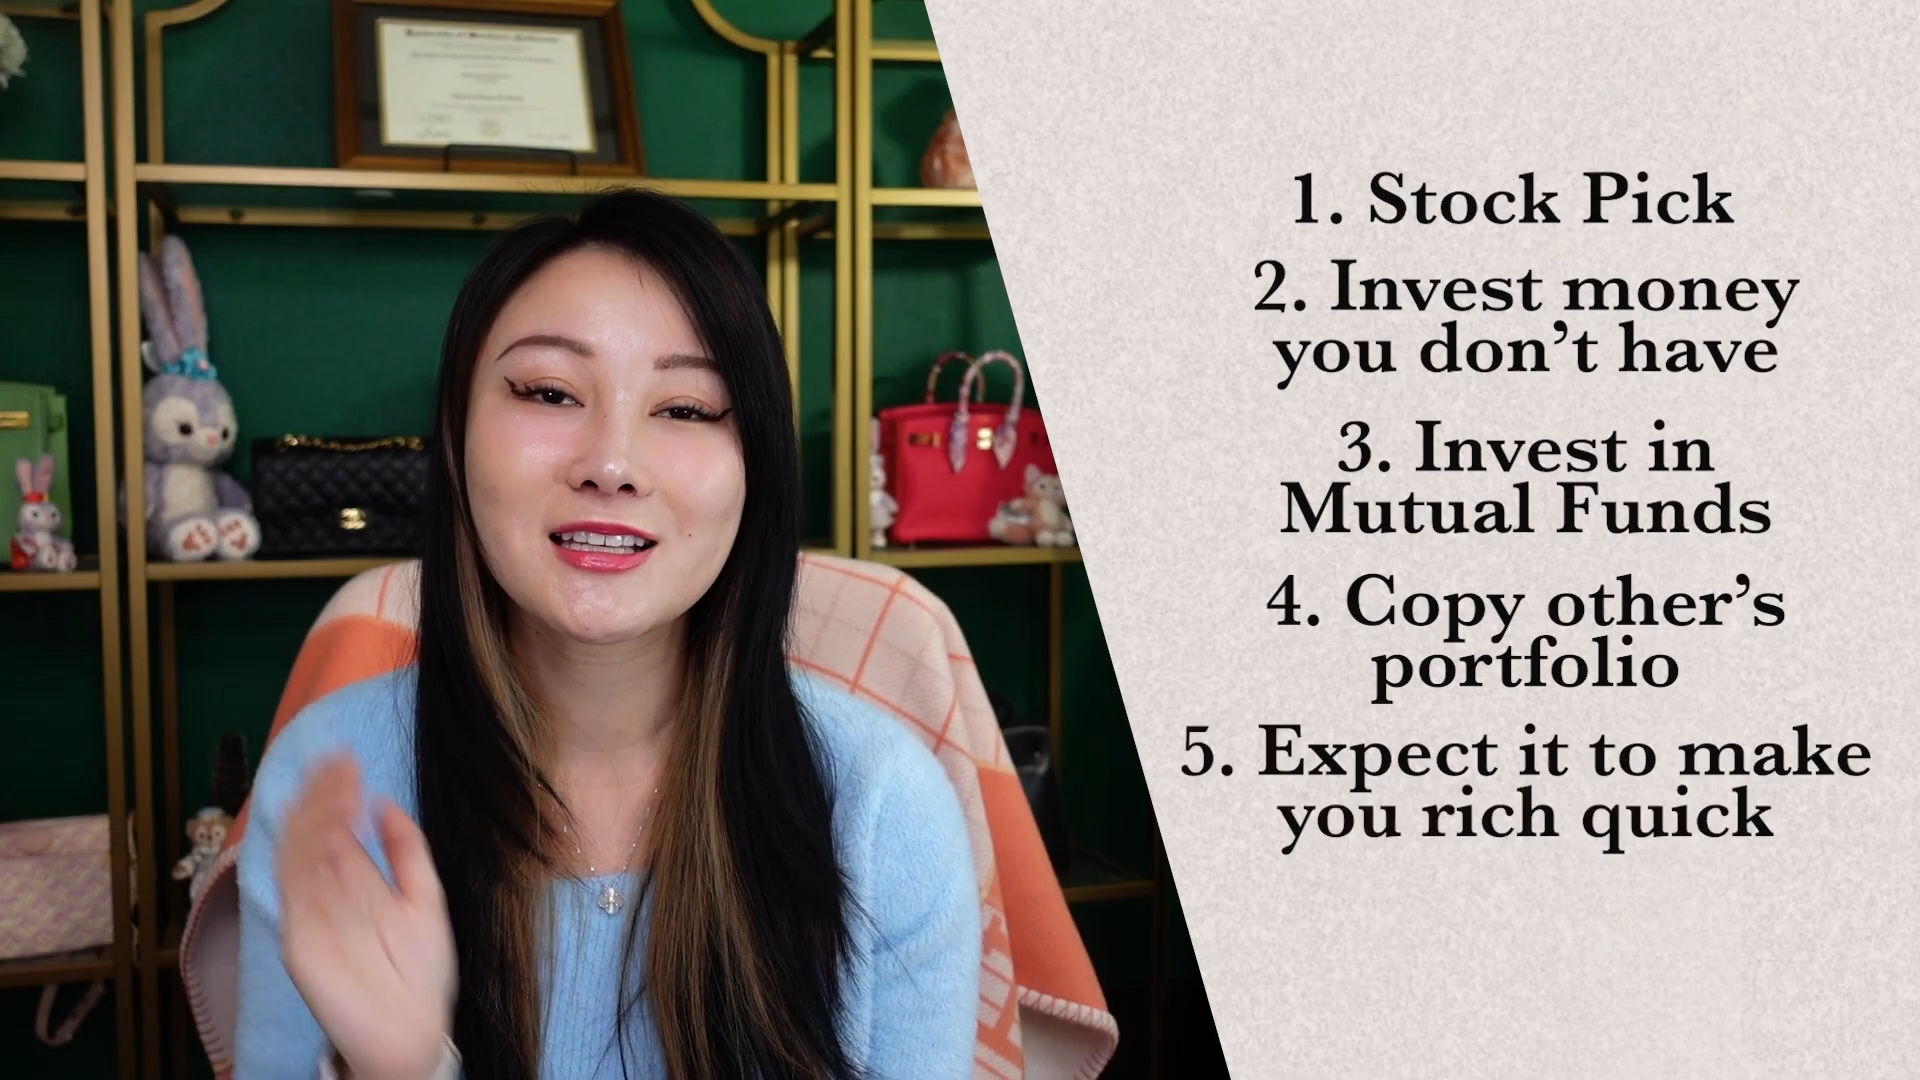 1. Stock Pick
2. Invest money
you don’t have
3. Invest in
Mutual Funds
4. Copy other’s
portfolio
5. Expect it to make
you rich quick